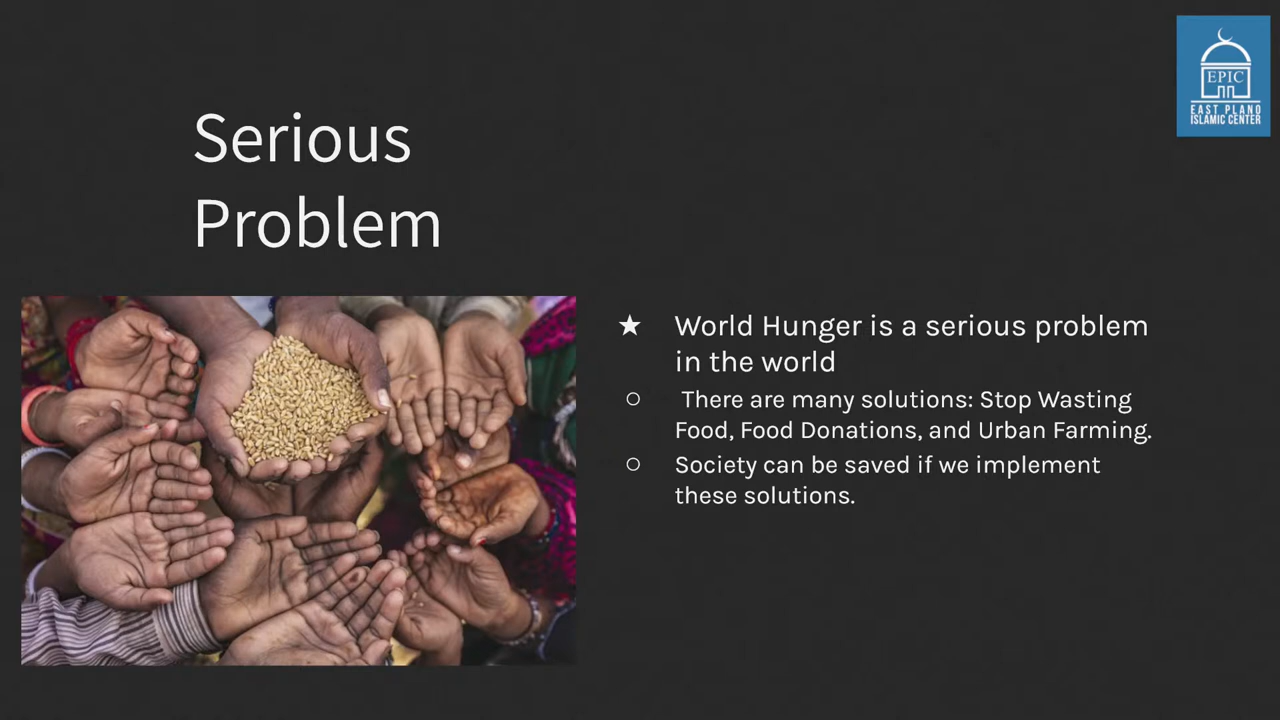 EPIC
EAST PLANO
ISLAMIC CENTER
Serious
Problem
★ World Hunger is a serious problem
in the world
○ There are many solutions: Stop Wasting
Food, Food Donations, and Urban Farming.
○ Society can be saved if we implement
these solutions.